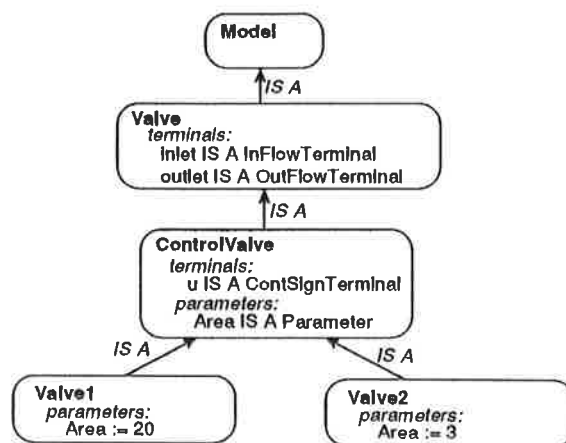 Model
IS A
Valve
terminals:
inlet IS A InFlowTerminal
outlet IS A OutFlowTerminal
IS A
ControlValve
terminals:
u IS A ContSignTerminal
parameters:
Area IS A Parameter
IS A
IS A
Valve1
parameters:
Area := 20
Valve2
parameters:
Area := 3